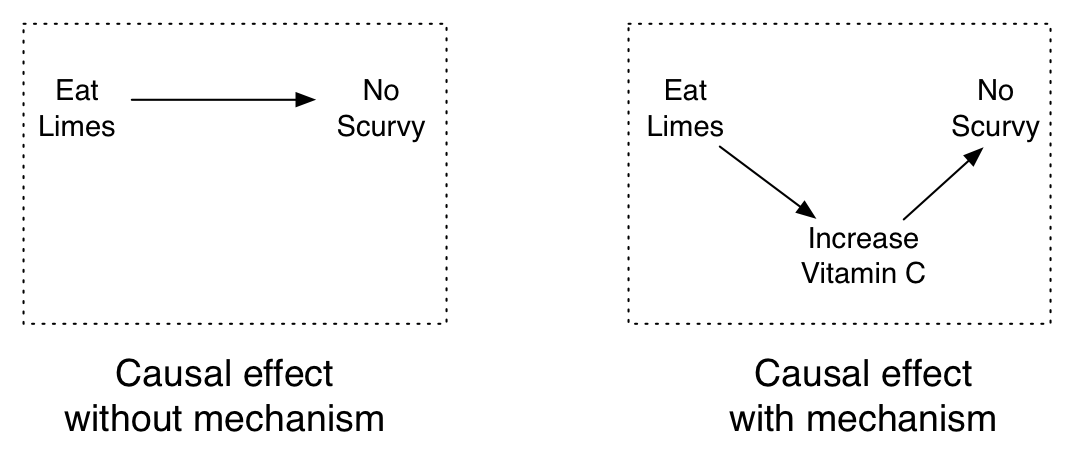 Eat
Limes
No
Scurvy
Causal effect
without mechanism
Eat
Limes
No
Scurvy
Increase
Vitamin C
Causal effect
with mechanism